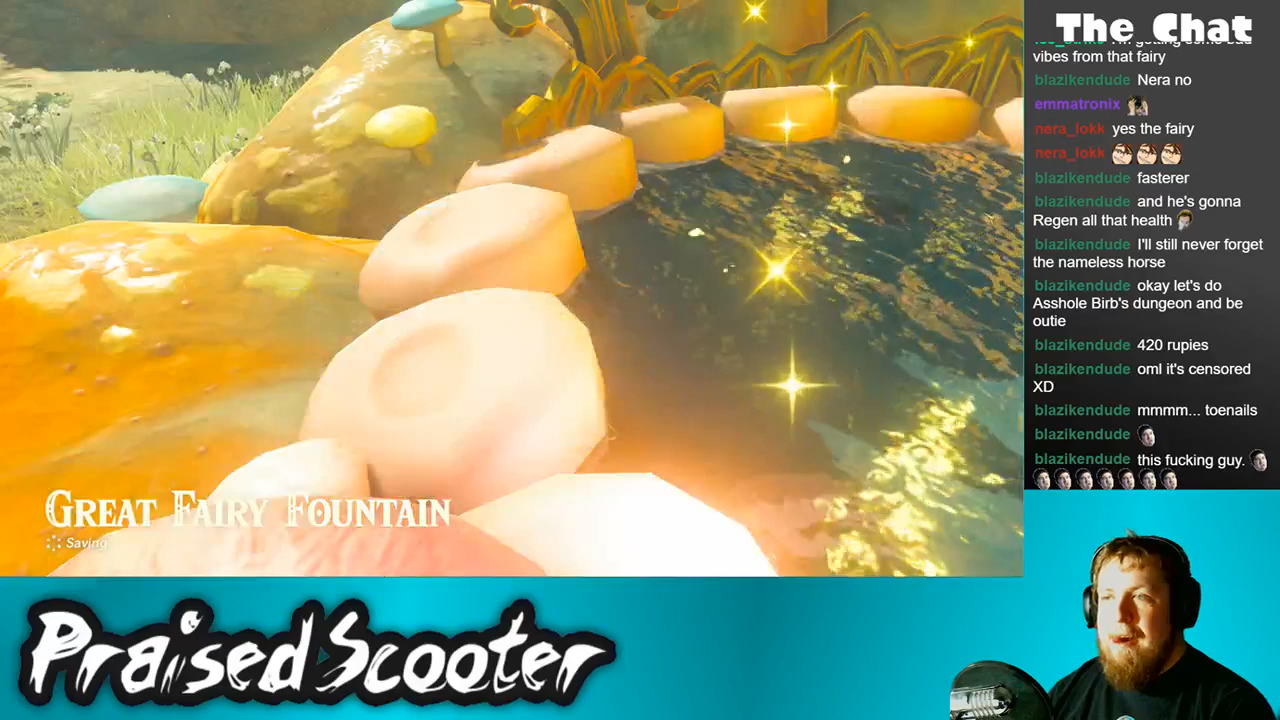 The Chat
vibes from that fairy
blazikendude Nera no
emmatronix
nera_lokk yes the fairy
nera_lokk
blazikendude fasterer
blazikendude and he's gonna
Regen all that health
blazikendude I'll still never forget
the nameless horse
blazikendude okay let's do
Asshole Birb's dungeon and be
outie
blazikendude 420 rupies
blazikendude oml it's censored
XD
blazikendude mmmm... toenails
blazikendude
blazikendude this fucking guy.
GREAT FAIRY FOUNTAIN
Saving
PraisedScooter